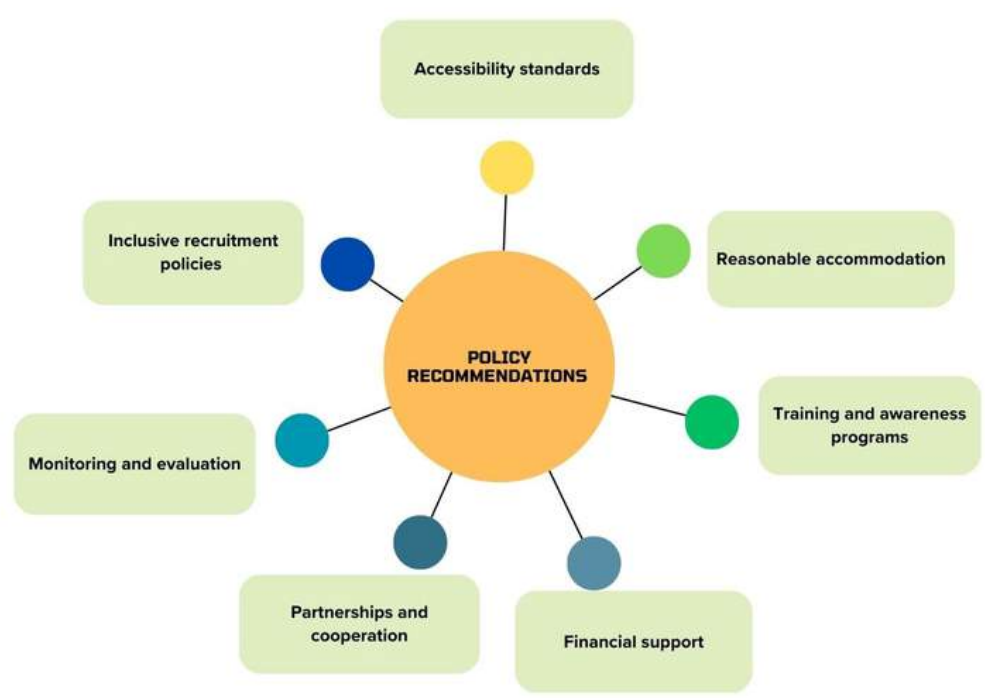 Accessibility standards
Inclusive recruitment
policies
Reasonable accommodation
POLICY
RECOMMENDATIONS
Training and awareness
programs
Monitoring and evaluation
Partnerships and
cooperation
Financial support